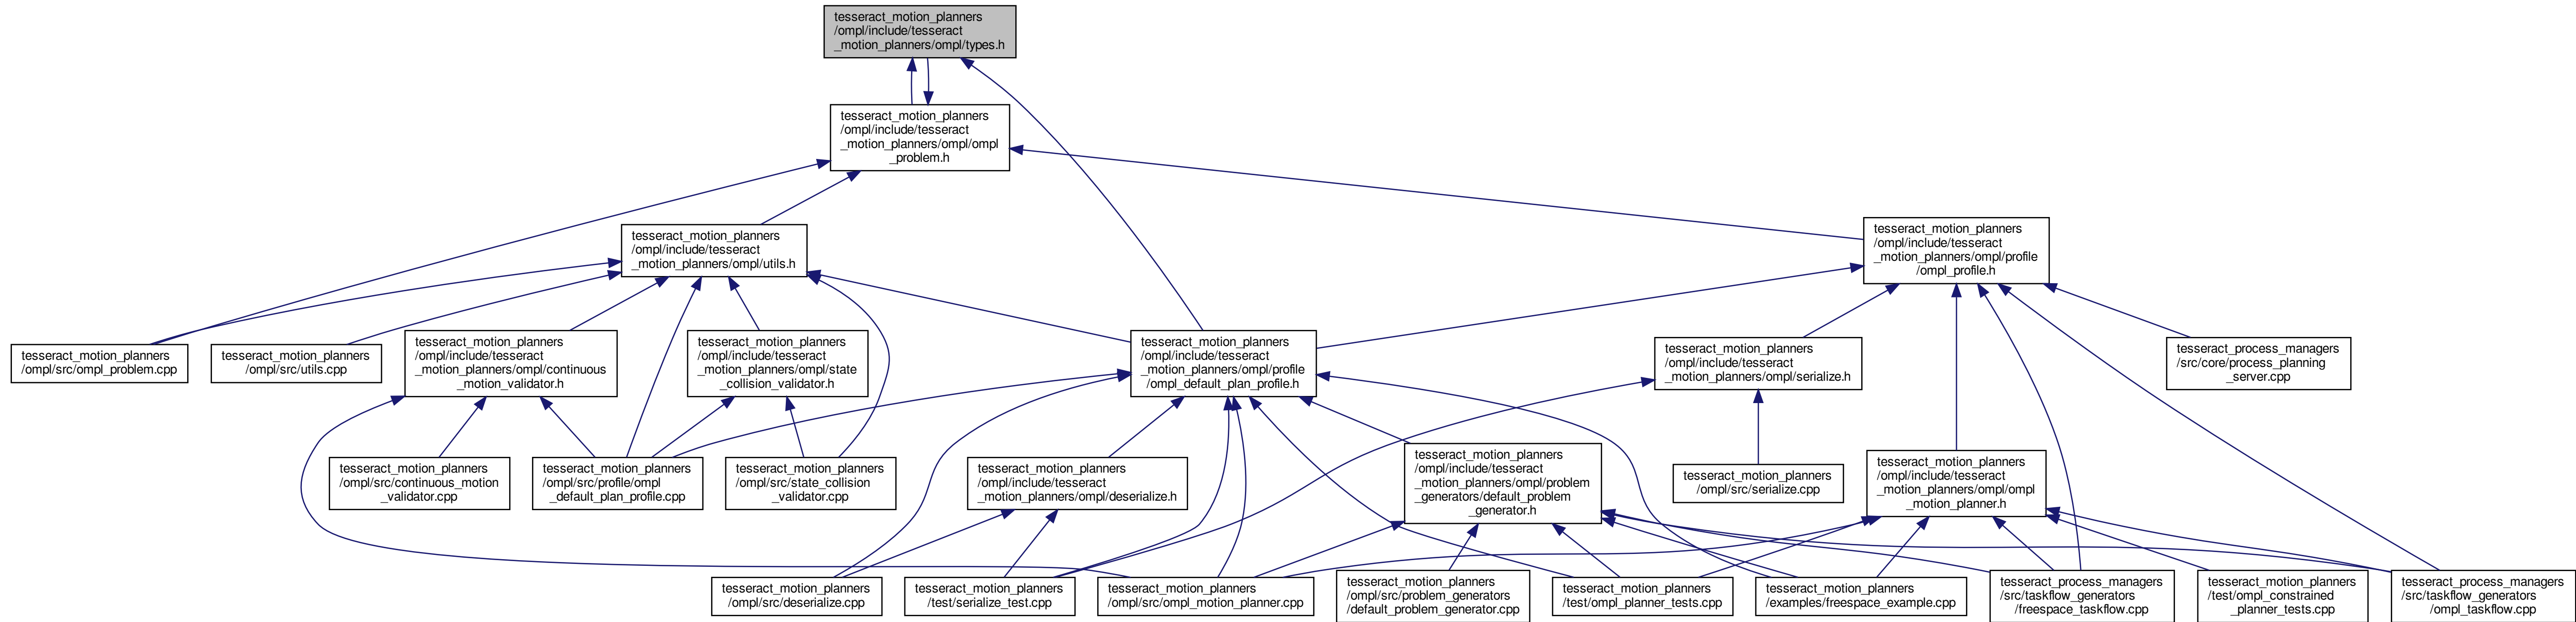 tesseract_motion_planners
/ompl/include/tesseract
_motion_planners/ompl/types.h
tesseract_motion_planners
/ompl/include/tesseract
_motion_planners/ompl/ompl
_problem.h
tesseract_motion_planners
/ompl/include/tesseract
_motion_planners/ompl/utils.h
tesseract_motion_planners
/ompl/include/tesseract
_motion_planners/ompl/profile
/ompl_profile.h
tesseract_motion_planners
/ompl/src/ompl_problem.cpp
tesseract_motion_planners
/ompl/src/utils.cpp
tesseract_motion_planners
/ompl/include/tesseract
_motion_planners/ompl/continuous
_motion_validator.h
tesseract_motion_planners
/ompl/include/tesseract
_motion_planners/ompl/state
_collision_validator.h
tesseract_motion_planners
/ompl/include/tesseract
_motion_planners/ompl/profile
/ompl_default_plan_profile.h
tesseract_motion_planners
/ompl/include/tesseract
_motion_planners/ompl/serialize.h
tesseract_process_managers
/src/core/process_planning
_server.cpp
tesseract_motion_planners
/ompl/src/continuous_motion
_validator.cpp
tesseract_motion_planners
/ompl/src/profile/ompl
_default_plan_profile.cpp
tesseract_motion_planners
/ompl/src/state_collision
_validator.cpp
tesseract_motion_planners
/ompl/include/tesseract
_motion_planners/ompl/deserialize.h
tesseract_motion_planners
/ompl/include/tesseract
_motion_planners/ompl/problem
_generators/default_problem
_generator.h
tesseract_motion_planners
/ompl/src/serialize.cpp
tesseract_motion_planners
/ompl/include/tesseract
_motion_planners/ompl/ompl
_motion_planner.h
tesseract_motion_planners
/ompl/src/deserialize.cpp
tesseract_motion_planners
/test/serialize_test.cpp
tesseract_motion_planners
/ompl/src/ompl_motion_planner.cpp
tesseract_motion_planners
/ompl/src/problem_generators
/default_problem_generator.cpp
tesseract_motion_planners
/test/ompl_planner_tests.cpp
tesseract_motion_planners
/examples/freespace_example.cpp
tesseract_process_managers
/src/taskflow_generators
/freespace_taskflow.cpp
tesseract_motion_planners
/test/ompl_constrained
_planner_tests.cpp
tesseract_process_managers
/src/taskflow_generators
/ompl_taskflow.cpp